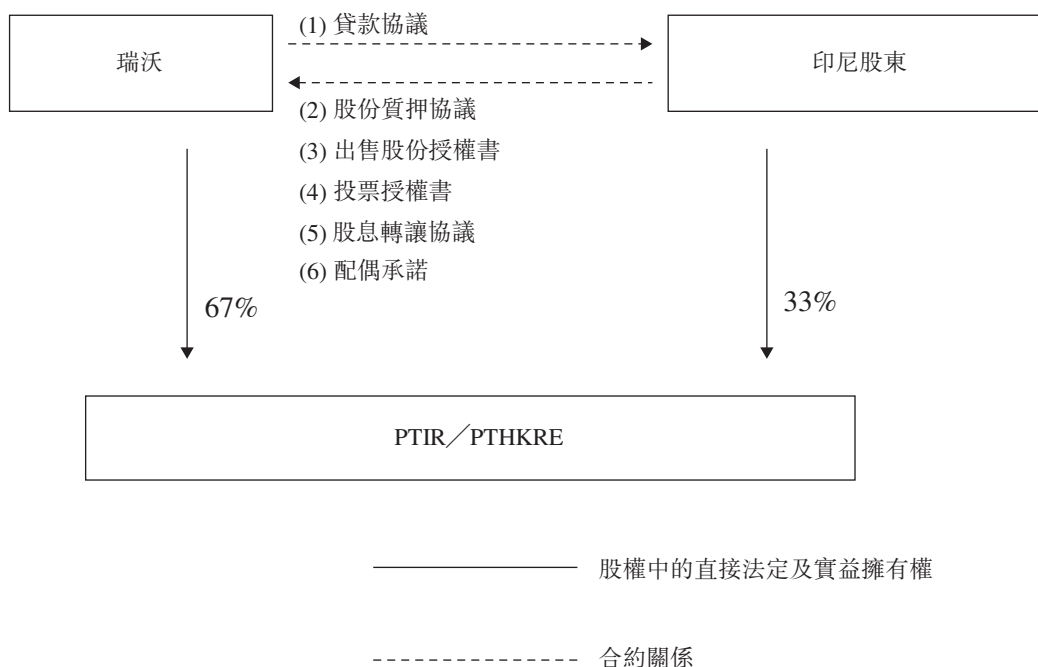 (1) 貸款協議
瑞沃
印尼股東
(2) 股份質押協議
(3) 出售股份授權書
(4) 投票授權書
(5) 股息轉讓協議
(6) 配偶承諾
67%
33%
PTIR／PTHKRE
股權中的直接法定及實益擁有權
合約關係